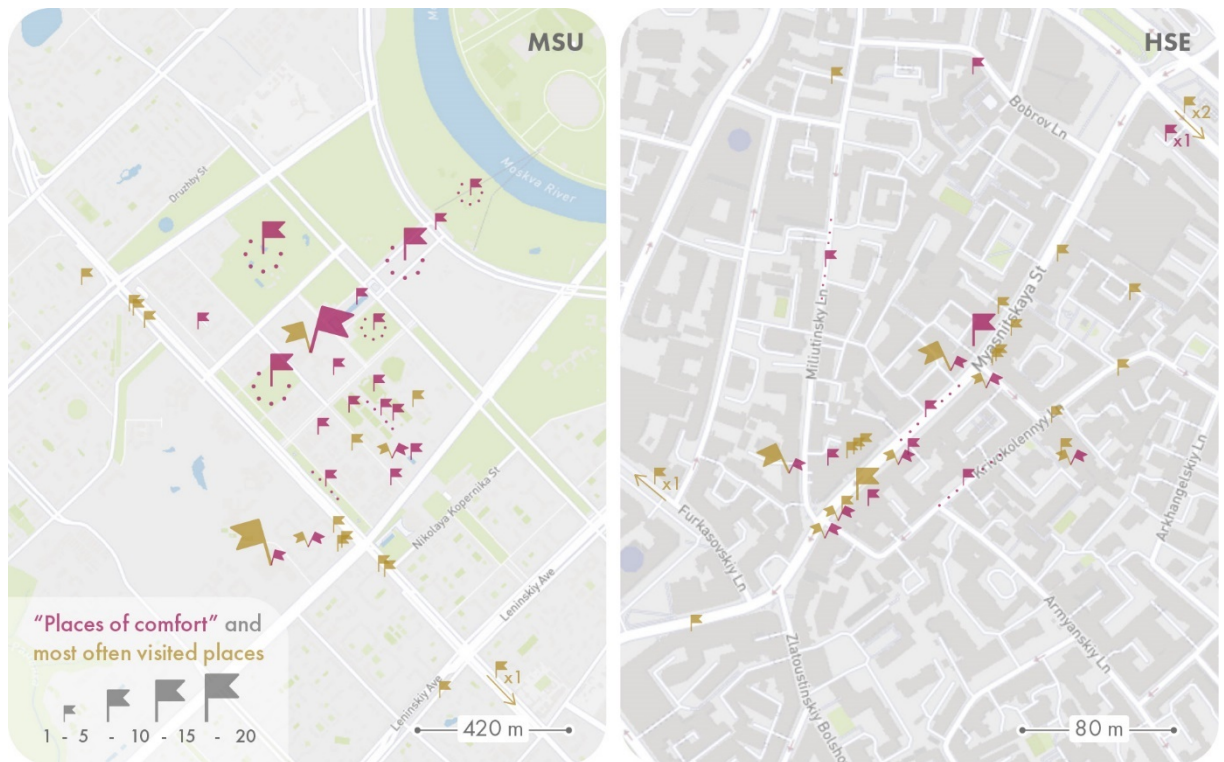 MSU
M
Moskva River
Druzhby St
Nikolaya Kopernika St
Leninskiy Ave
Leninskiy Ave
x1
420 m
“Places of comfort” and
most often visited places
1 - 5 - 10 - 15 - 20
HSE
Bobrov Ln
x2
x1
Miliutinsky Ln
Myasnitskaya St
Krivokolennyy Ln
x1
Furkasovskiy Ln
Arkhangelskiy Ln
Armyanskiy Ln
Zlatoustinskiy Bolsho
80 m